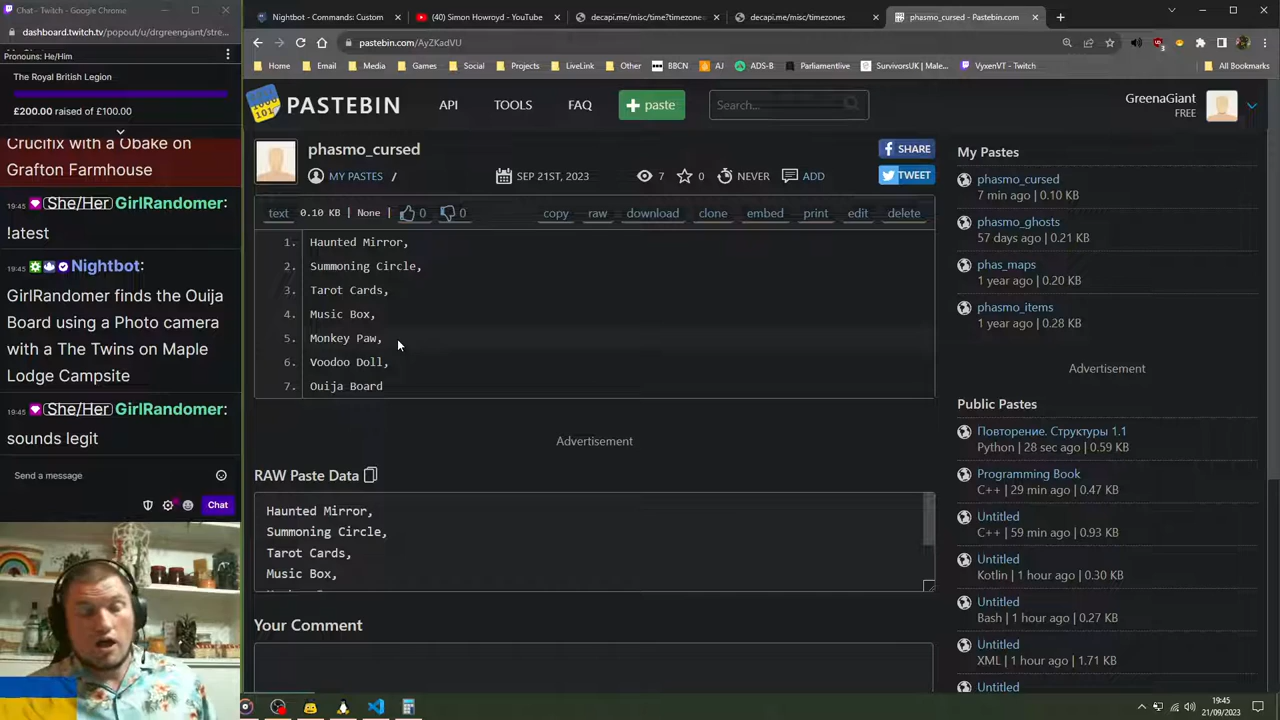 Chat - Twitch - Google Chrome
dashboard.twitch.tv/popout/u/drgreengiant/stre...
Pronouns: He/Him
The Royal British Legion
£200.00 raised of £100.00
Crucifix with a Obake on
Grafton Farmhouse
19:45 She/Her GirlRandomer:
!atest
19:45 Nightbot:
GirlRandomer finds the Ouija
Board using a Photo camera
with a The Twins on Maple
Lodge Campsite
19:45 She/Her GirlRandomer:
sounds legit
Send a message
Chat
Nightbot - Commands: Custom
(40) Simon Howroyd - YouTube
decapi.me/misc/time?timezone
decapi.me/misc/timezones
phasmo_cursed - Pastebin.com
pastebin.com/AyZKadVU
Home
Email
Media
Games
Social
Projects
LiveLink
Other
BBCN
AJ
ADS-B
Parliamentlive
SurvivorsUK | Male...
VyxenVT - Twitch
All Bookmarks
PASTEBIN
API
TOOLS
FAQ
+ paste
Search...
GreenaGiant
FREE
phasmo_cursed
MY PASTES /
SEP 21ST, 2023
7
0
NEVER
ADD
SHARE
TWEET
text 0.10 KB | None | 0 0
copy raw download clone embed print edit delete
1. Haunted Mirror,
2. Summoning Circle,
3. Tarot Cards,
4. Music Box,
5. Monkey Paw,
6. Voodoo Doll,
7. Ouija Board
Advertisement
RAW Paste Data
Haunted Mirror,
Summoning Circle,
Tarot Cards,
Music Box,
Your Comment
My Pastes
phasmo_cursed
7 min ago | 0.10 KB
phasmo_ghosts
57 days ago | 0.21 KB
phas_maps
1 year ago | 0.20 KB
phasmo_items
1 year ago | 0.28 KB
Advertisement
Public Pastes
Повторение. Структуры 1.1
Python | 28 sec ago | 0.59 KB
Programming Book
C++ | 29 min ago | 0.47 KB
Untitled
C++ | 59 min ago | 0.93 KB
Untitled
Kotlin | 1 hour ago | 0.30 KB
Untitled
Bash | 1 hour ago | 0.27 KB
Untitled
XML | 1 hour ago | 1.71 KB
Untitled
19:45
21/09/2023